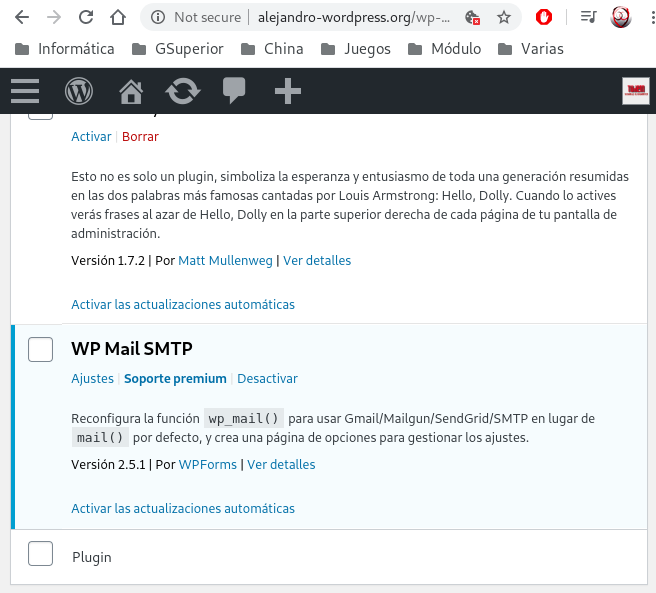 Not secure | alejandro-wordpress.org/wp-...
Informática GSuperior China Juegos Módulo Varias
Activar | Borrar
Esto no es solo un plugin, simboliza la esperanza y entusiasmo de toda una generación resumidas
en las dos palabras más famosas cantadas por Louis Armstrong: Hello, Dolly. Cuando lo actives
verás frases al azar de Hello, Dolly en la parte superior derecha de cada página de tu pantalla de
administración.
Versión 1.7.2 | Por Matt Mullenweg | Ver detalles
Activar las actualizaciones automáticas
WP Mail SMTP
Ajustes | Soporte premium | Desactivar
Reconfigura la función wp_mail() para usar Gmail/Mailgun/SendGrid/SMTP en lugar de
mail() por defecto, y crea una página de opciones para gestionar los ajustes.
Versión 2.5.1 | Por WPForms | Ver detalles
Activar las actualizaciones automáticas
Plugin